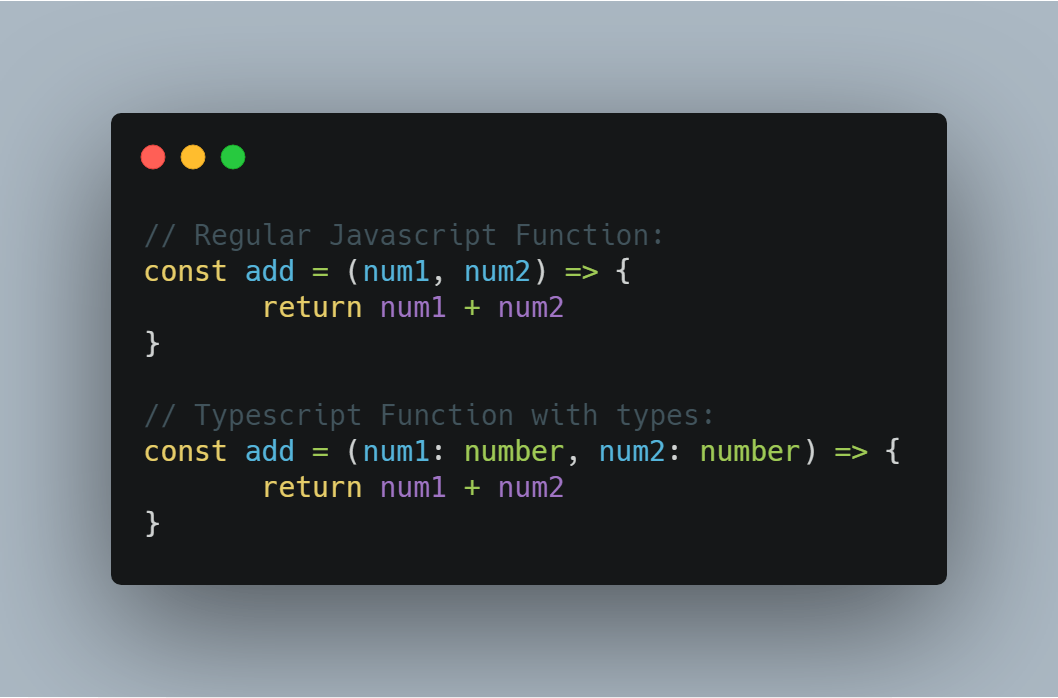 // Regular Javascript Function:
const add = (num1, num2) => {
       return num1 + num2
}

// Typescript Function with types:
const add = (num1: number, num2: number) => {
       return num1 + num2
}